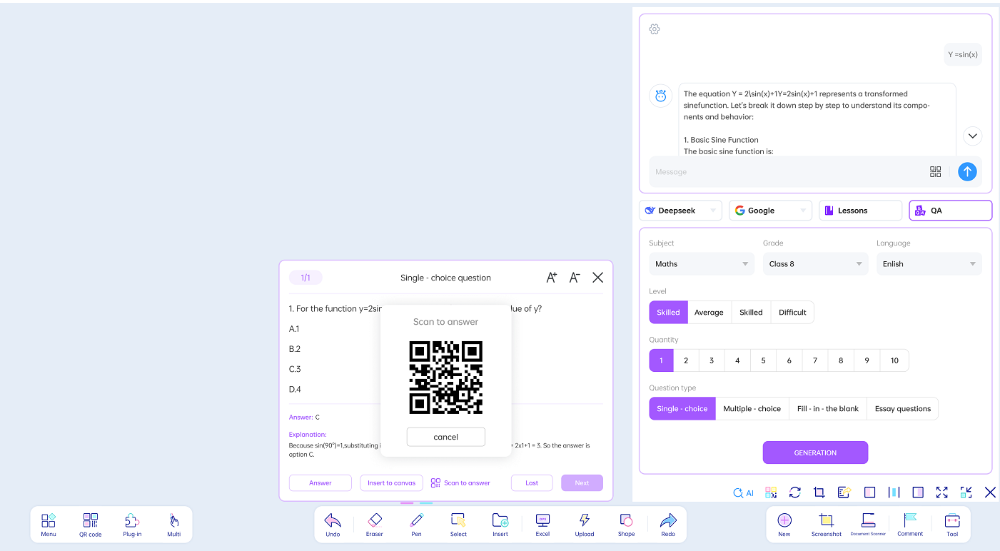 Y =sin(x)
The equation Y = 2\sin(x)+1Y=2sin(x)+1 represents a transformed
sinefunction. Let's break it down step by step to understand its compo-
nents and behavior:
1. Basic Sine Function
The basic sine function is:
Message
Deepseek
Google
Lessons
QA
Subject
Grade
Language
Maths
Class 8
Enlish
Level
Skilled
Average
Skilled
Difficult
Quantity
1 2 3 4 5 6 7 8 9 10
Question type
Single - choice
Multiple - choice
Fill - in - the blank
Essay questions
GENERATION
AI
1/1
Single - choice question
A+ A-
1. For the function y=2sin lue of y?
A.1
B.2
C.3
D.4
Scan to answer
cancel
Answer: C
Explanation:
Because sin(90°)=1,substituting i = 2x1+1 = 3. So the answer is
option C.
Answer
Insert to canvas
Scan to answer
Last
Next
Menu
QR code
Plug-in
Multi
Undo
Eraser
Pen
Select
Insert
Excel
Upload
Shape
Redo
New
Screenshot
Document Scanner
Comment
Tool